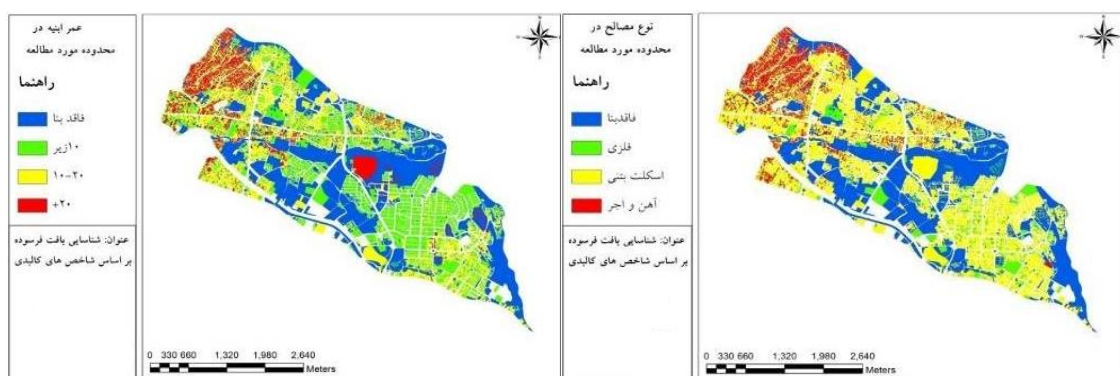 عمر ابنیه در
محدوده مورد مطالعه
راهنما
فاقد بنا
۱۰زیر
۱۰-۲۰
۲۰+
عنوان: شناسایی بافت فرسوده
بر اساس شاخص های کالبدی
0 330 660 1,320 1,980 2,640
Meters
نوع مصالح در
محدوده مورد مطالعه
راهنما
فاقدبنا
فلزی
اسکلت بتنی
آهن و اجر
عنوان: شناسایی بافت فرسوده
بر اساس شاخص های کالبدی
0 330 660 1,320 1,980 2,640
Meters